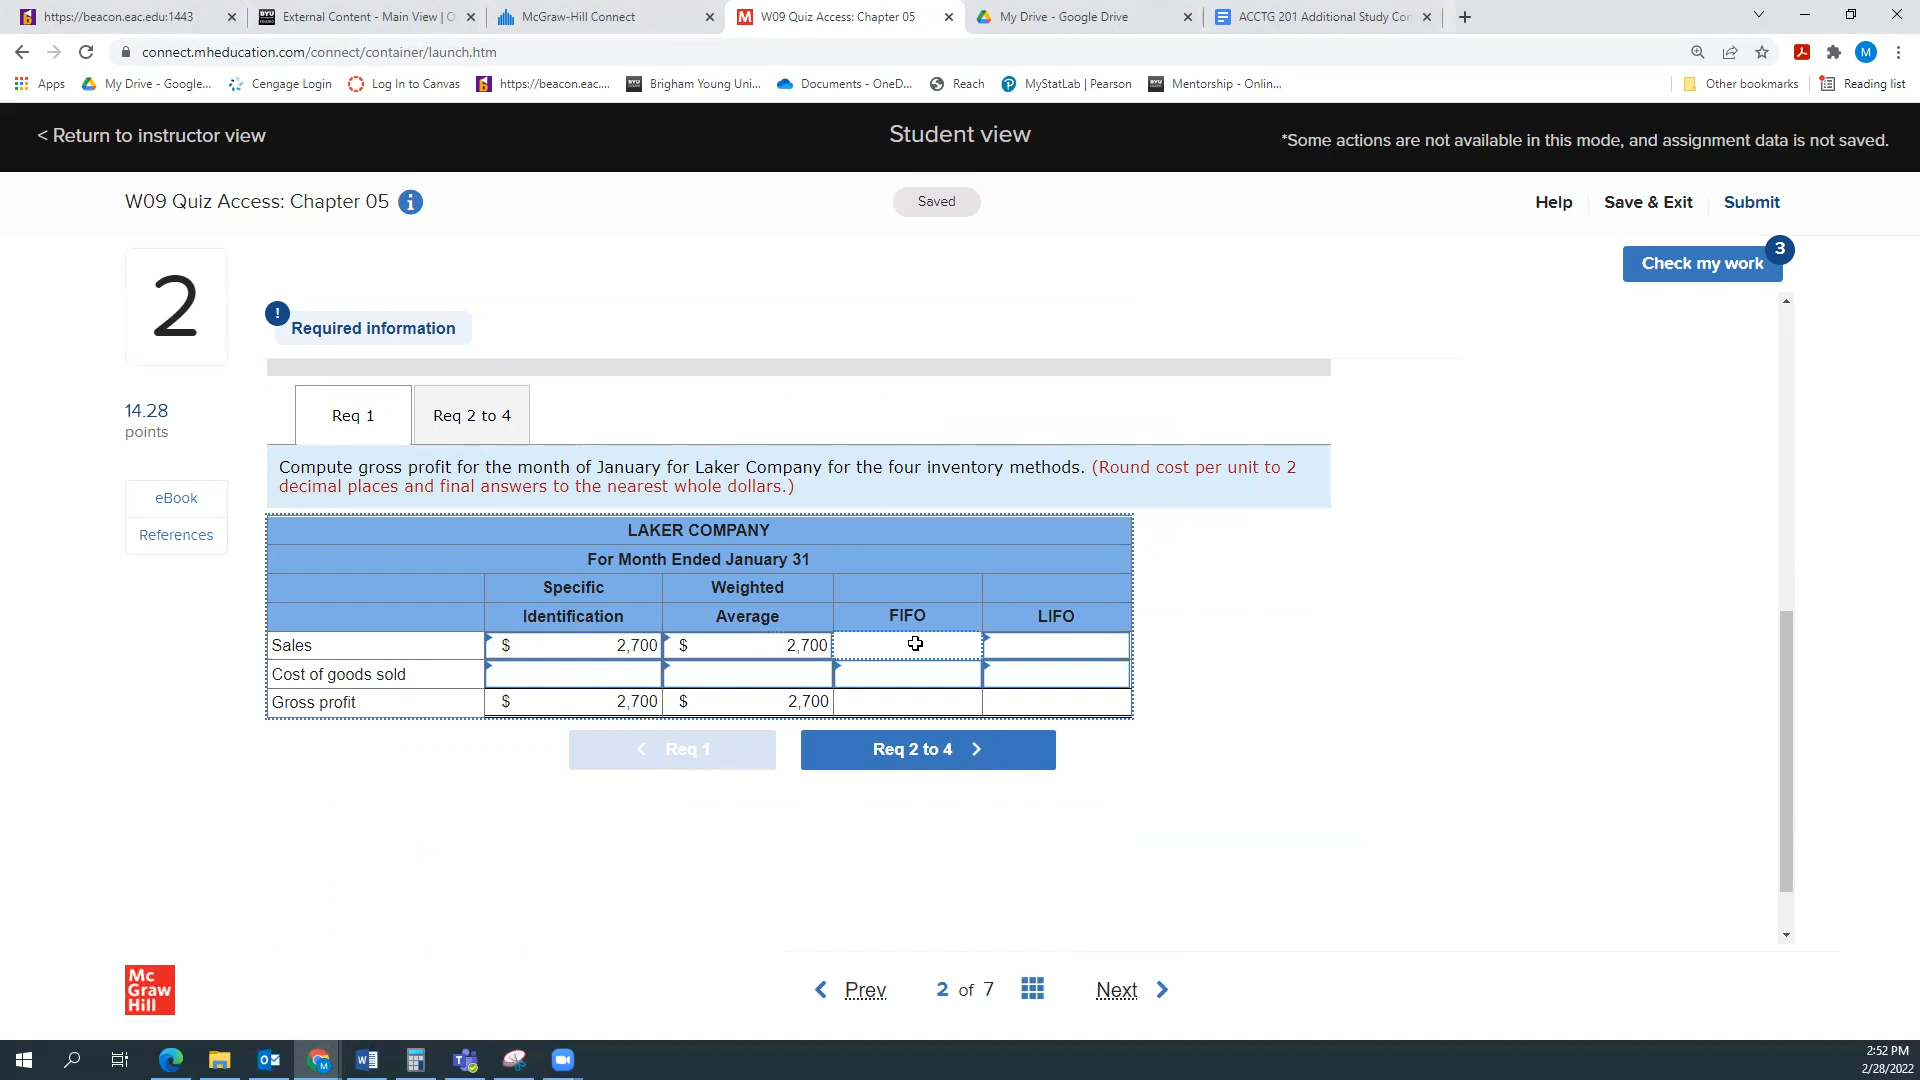 https://beacon.eac.edu:1443
External Content - Main View | O
McGraw-Hill Connect
W09 Quiz Access: Chapter 05
My Drive - Google Drive
ACCTG 201 Additional Study Con
connect.mheducation.com/connect/container/launch.htm
M
Apps
My Drive - Google...
Cengage Login
Log In to Canvas
https://beacon.eac....
Brigham Young Uni...
Documents - OneD...
Reach
MyStatLab | Pearson
Mentorship - Onlin...
Other bookmarks
Reading list
< Return to instructor view
Student view
*Some actions are not available in this mode, and assignment data is not saved.
W09 Quiz Access: Chapter 05
i
Saved
Help
Save & Exit
Submit
2
3
Check my work
!
Required information
14.28
points
Req 1
Req 2 to 4
eBook
References
Compute gross profit for the month of January for Laker Company for the four inventory methods. (Round cost per unit to 2
decimal places and final answers to the nearest whole dollars.)
LAKER COMPANY
For Month Ended January 31
Specific Weighted
Identification Average FIFO LIFO
Sales $ 2,700 $ 2,700
Cost of goods sold
Gross profit $ 2,700 $ 2,700
< Req 1
Req 2 to 4 >
Mc
Graw
Hill
< Prev
2 of 7
Next >
2:52 PM
2/28/2022